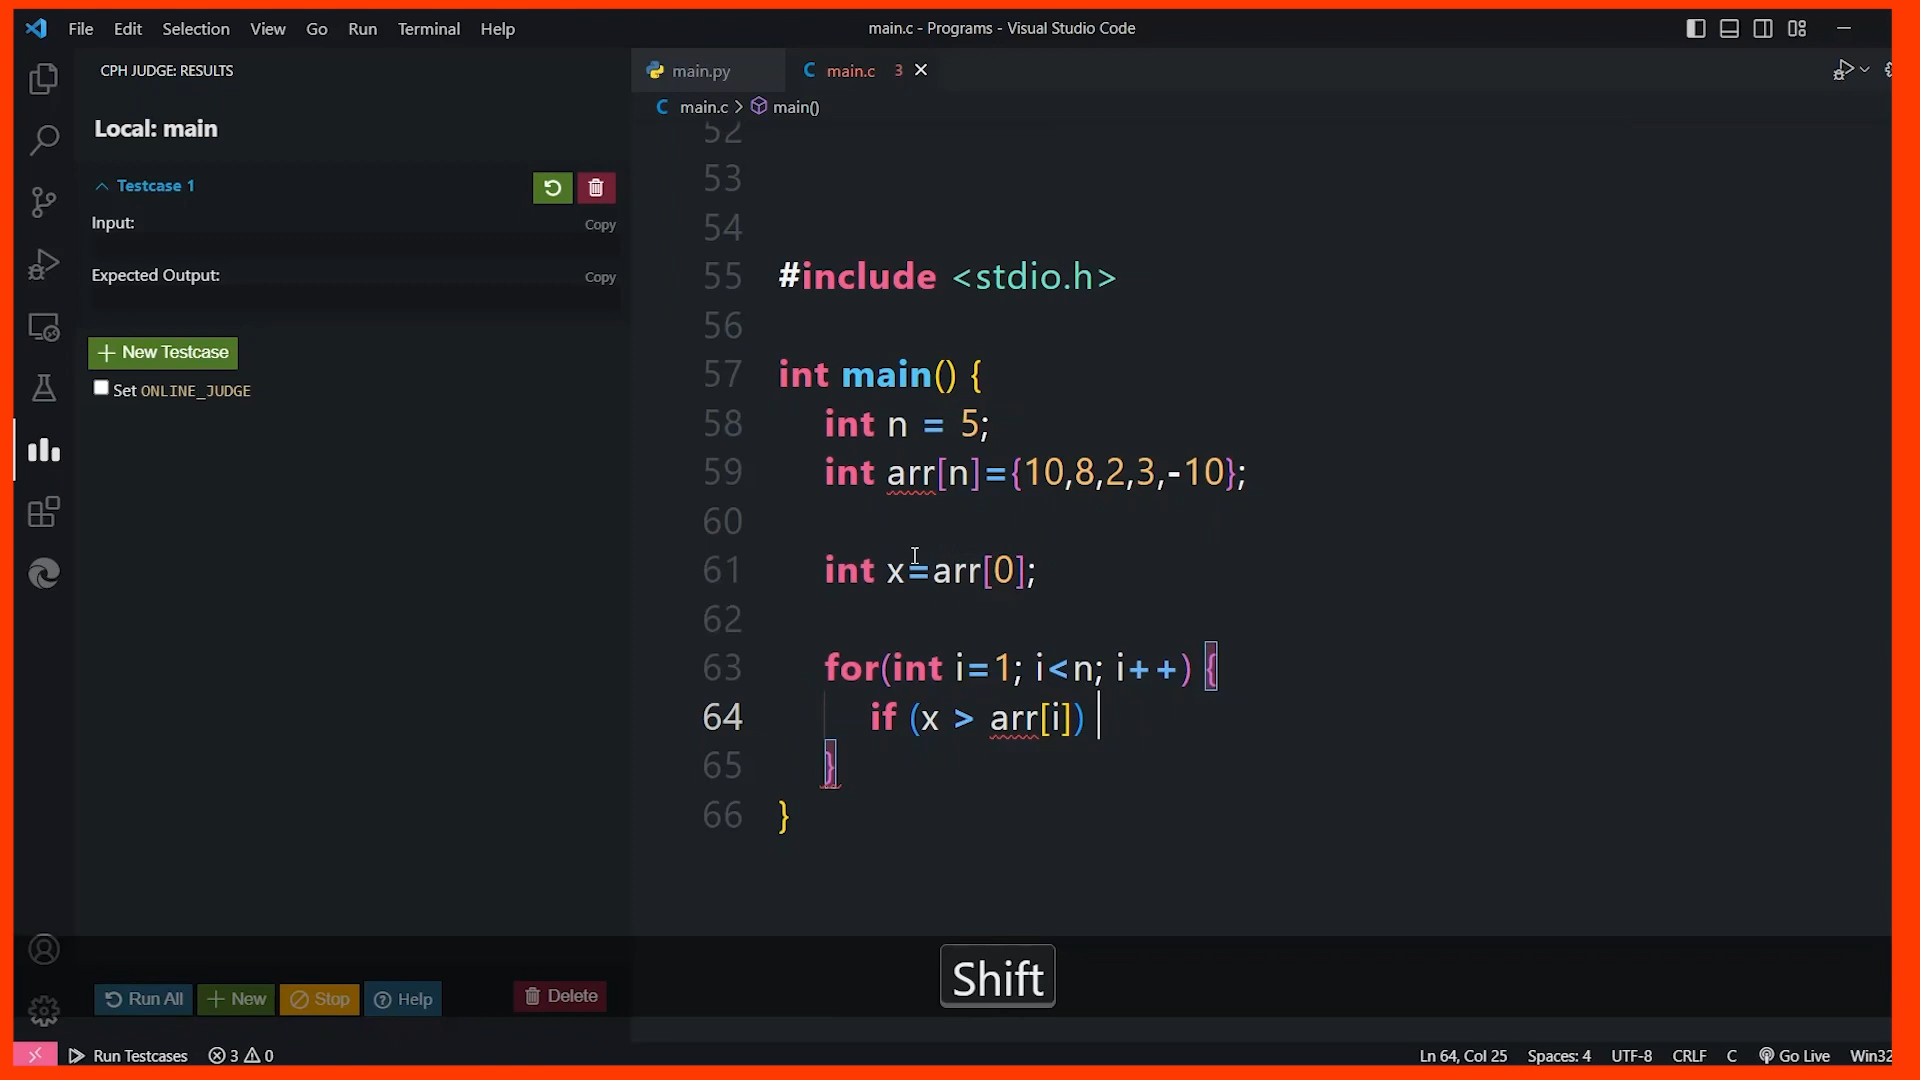 File Edit Selection View Go Run Testcase Terminal Help
main.c - Programs - Visual Studio Code
CPH JUDGE: RESULTS
main.py
C main.c 3
C main.c > main()
Local: main
Testcase 1
Input:
Copy
Expected Output:
Copy
+ New Testcase
Set ONLINE_JUDGE
52
53
54
55 #include <stdio.h>
56
57 int main() {
58 int n = 5;
59 int arr[n]={10,8,2,3,-10};
60
61 int x=arr[0];
62
63 for(int i=1; i<n; i++) {
64 if (x > arr[i])
65 }
66 }
Shift
Run All
+ New
Stop
Help
Delete
Run Testcases
3
0
Ln 64, Col 25
Spaces: 4
UTF-8
CRLF
C
Go Live
Win32